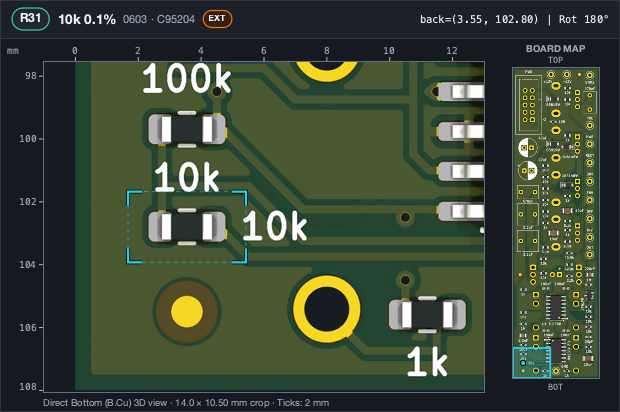 R31 10k 0.1% 0603 · C95204 EXT back=(3.55, 102.80) | Rot 180°
mm 0 2 4 6 8 10 12
98
100
102
104
106
108
100k
10k
10k
1k
BOARD MAP
TOP
BOT
Direct Bottom (B.Cu) 3D view · 14.0 × 10.50 mm crop · Ticks: 2 mm